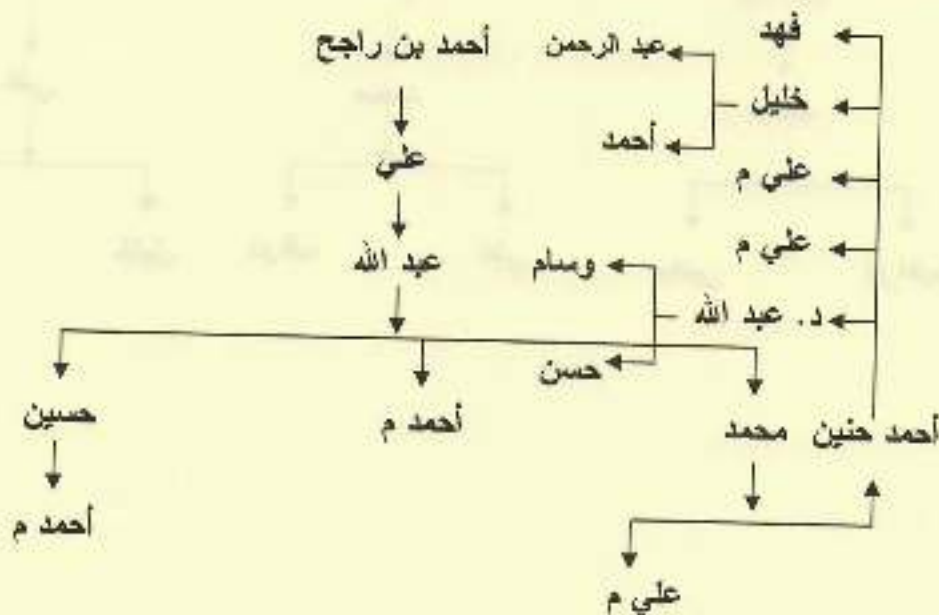 فهد
عبد الرحمن
أحمد بن راجح
خليل
أحمد
علي
علي م
علي م
عبد الله
وسام
د. عبد الله
حسن
أحمد حنين
محمد
أحمد م
حسين
أحمد م
علي م